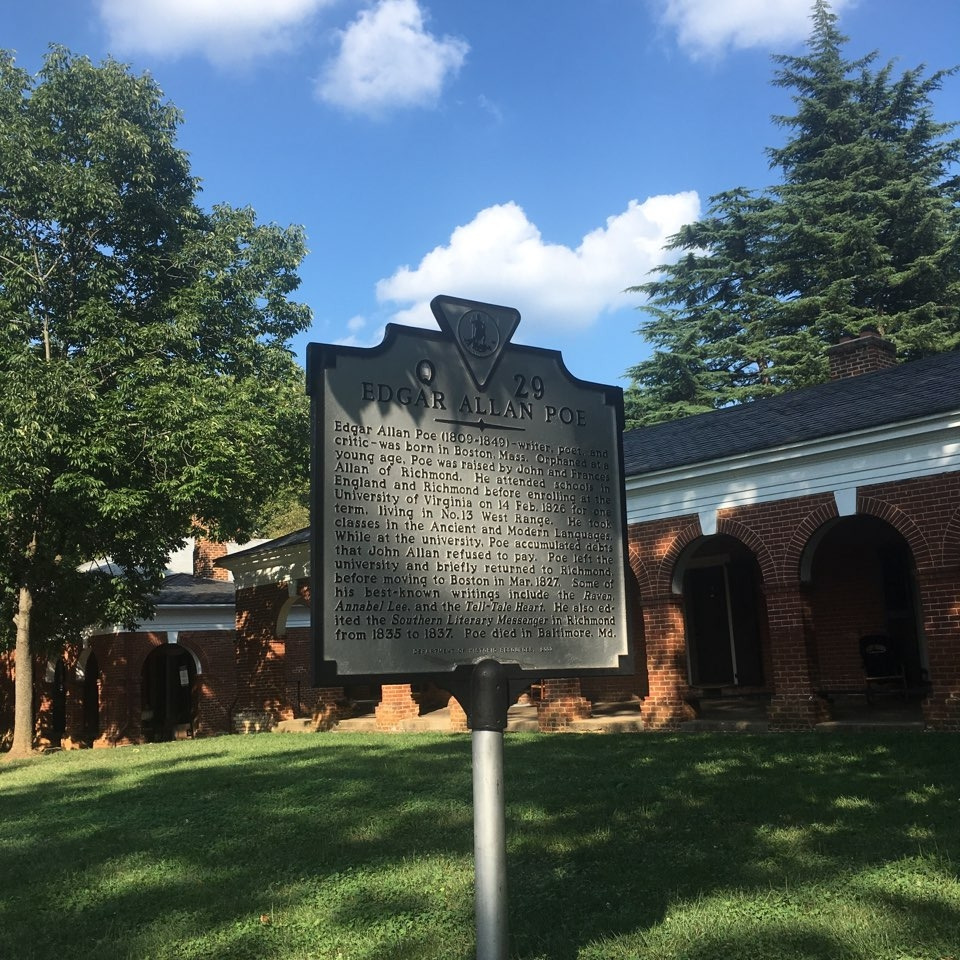 Q 29
EDGAR ALLAN POE
Edgar Allan Poe (1809-1849)-writer, poet, and
critic-was born in Boston, Mass. Orphaned at a
young age, Poe was raised by John and Frances
Allan of Richmond. He attended schools in
England and Richmond before enrolling at the
University of Virginia on 14 Feb. 1826 for one
term, living in No. 13 West Range. He took
classes in the Ancient and Modern Languages.
While at the university, Poe accumulated debts
that John Allan refused to pay. Poe left the
university and briefly returned to Richmond,
before moving to Boston in Mar. 1827. Some of
his best-known writings include the Raven,
Annabel Lee, and the Tell-Tale Heart. He also ed-
ited the Southern Literary Messenger in Richmond
from 1835 to 1837. Poe died in Baltimore, Md.
DEPARTMENT OF HISTORIC RESOURCES,